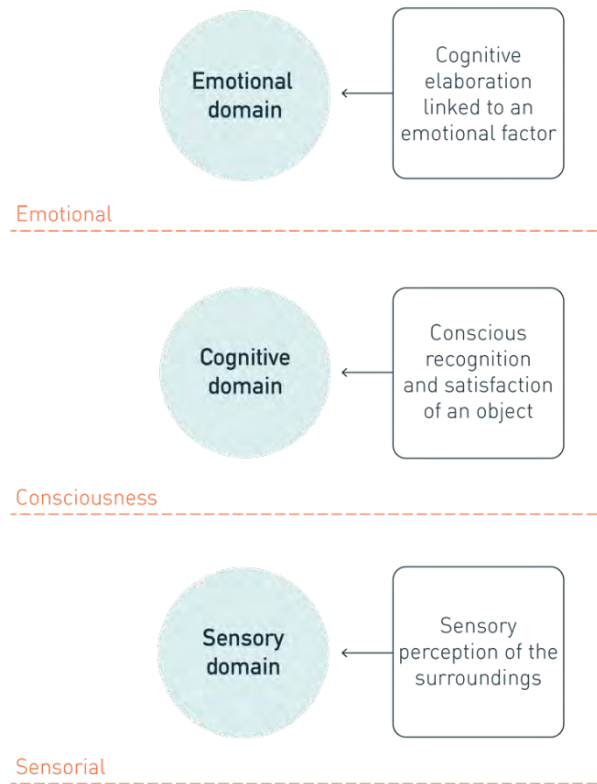 Emotional
domain
Cognitive
elaboration
linked to an
emotional factor
Emotional
Cognitive
domain
Conscious
recognition
and satisfaction
of an object
Consciousness
Sensory
domain
Sensory
perception of the
surroundings
Sensorial